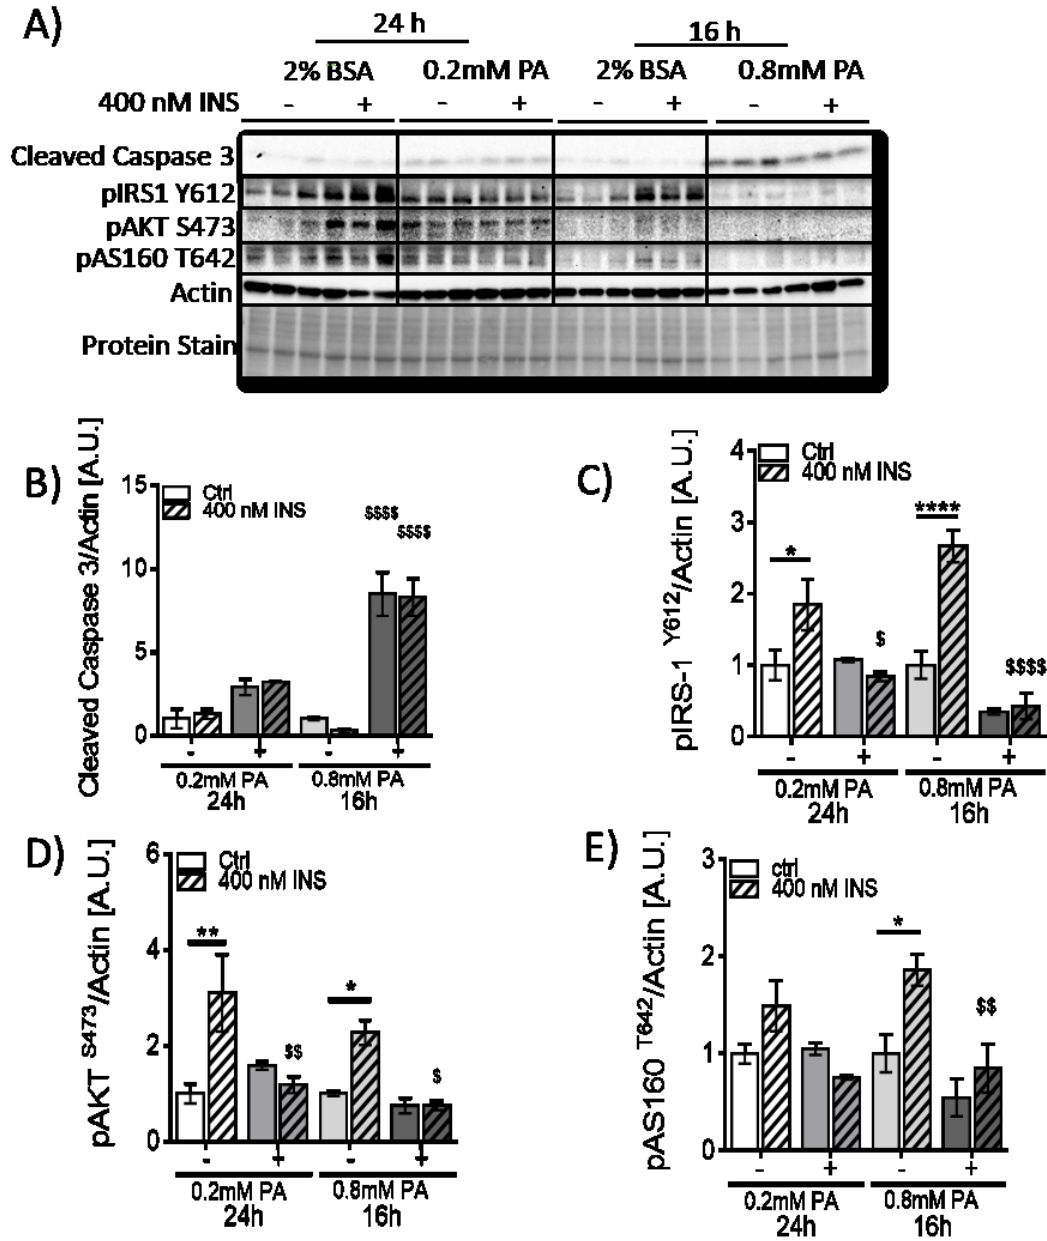 A)
24 h 16 h
2% BSA 0.2mM PA 2% BSA 0.8mM PA
400 nM INS - + - + - + - +
Cleaved Caspase 3
pIRS1 Y612
pAKT S473
pAS160 T642
Actin
Protein Stain
B)
Cleaved Caspase 3/Actin [A.U.]
15
10
5
0
Ctrl
400 nM INS
$$$$
$$$$
- + - +
0.2mM PA 0.8mM PA
24h 16h
C)
pIRS-1 Y612/Actin [A.U.]
4
3
2
1
0
Ctrl
400 nM INS
*
$
****
$$$$
- + - +
0.2mM PA 0.8mM PA
24h 16h
D)
pAKT S473/Actin [A.U.]
6
4
2
0
Ctrl
400 nM INS
**
$$
*
$
- + - +
0.2mM PA 0.8mM PA
24h 16h
E)
pAS160 T642/Actin [A.U.]
3
2
1
0
ctrl
400 nM INS
*
$$
- + - +
0.2mM PA 0.8mM PA
24h 16h